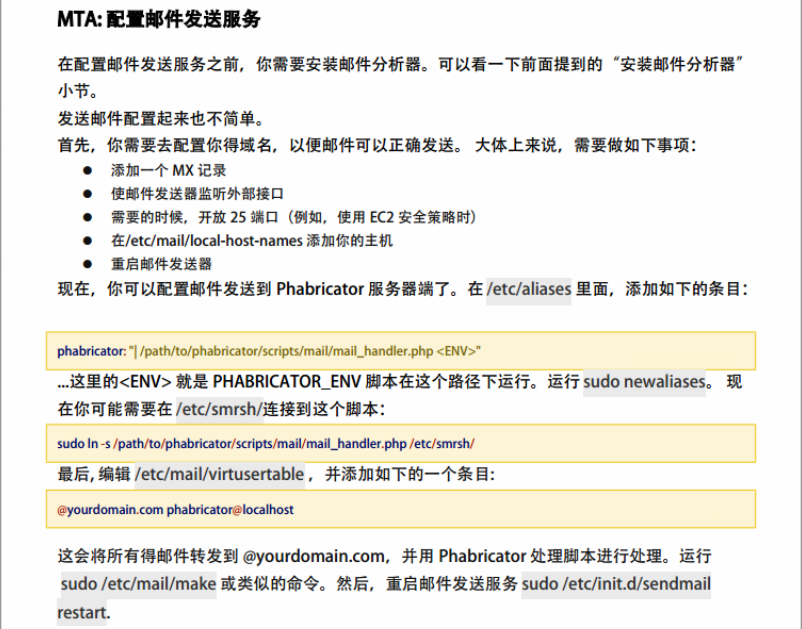 MTA: 配置邮件发送服务
在配置邮件发送服务之前，你需要安装邮件分析器。可以看一下前面提到的“安装邮件分析器”
小节。
发送邮件配置起来也不简单。
首先，你需要去配置你得域名，以便邮件可以正确发送。 大体上来说，需要做如下事项：
● 添加一个 MX 记录
● 使邮件发送器监听外部接口
● 需要的时候，开放 25 端口（例如，使用 EC2 安全策略时）
● 在/etc/mail/local-host-names 添加你的主机
● 重启邮件发送器
现在，你可以配置邮件发送到 Phabricator 服务器端了。在 /etc/aliases 里面，添加如下的条目：
phabricator: "| /path/to/phabricator/scripts/mail/mail_handler.php <ENV>"
...这里的<ENV> 就是 PHABRICATOR_ENV 脚本在这个路径下运行。运行 sudo newaliases。 现
在你可能需要在 /etc/smrsh/连接到这个脚本：
sudo ln -s /path/to/phabricator/scripts/mail/mail_handler.php /etc/smrsh/
最后, 编辑 /etc/mail/virtusertable ，并添加如下的一个条目:
@yourdomain.com phabricator@localhost
这会将所有得邮件转发到 @yourdomain.com，并用 Phabricator 处理脚本进行处理。运行
sudo /etc/mail/make 或类似的命令。然后，重启邮件发送服务 sudo /etc/init.d/sendmail
restart.